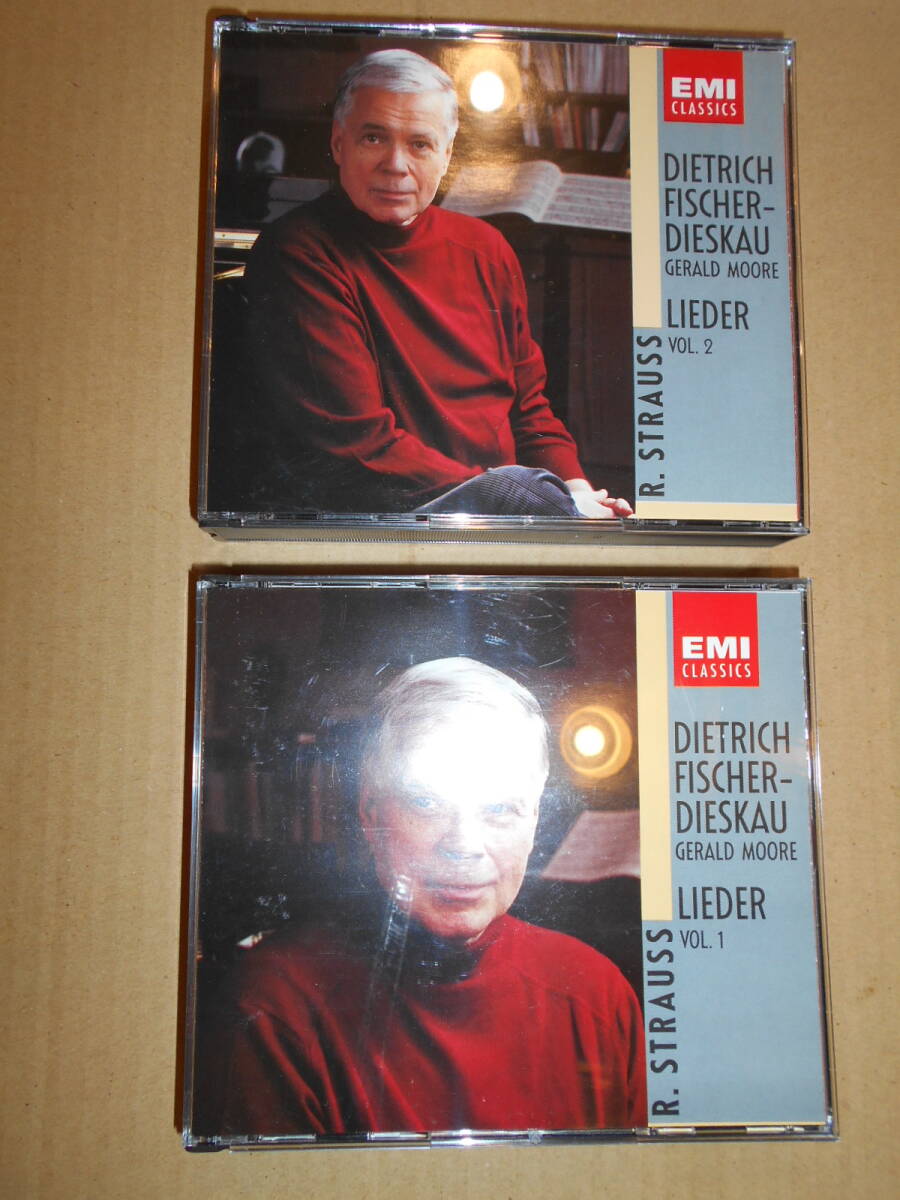 EMI
CLASSICS
DIETRICH
FISCHER-
DIESKAU
GERALD MOORE
LIEDER
VOL. 2
R. STRAUSS
EMI
CLASSICS
DIETRICH
FISCHER-
DIESKAU
GERALD MOORE
LIEDER
VOL. 1
R. STRAUSS